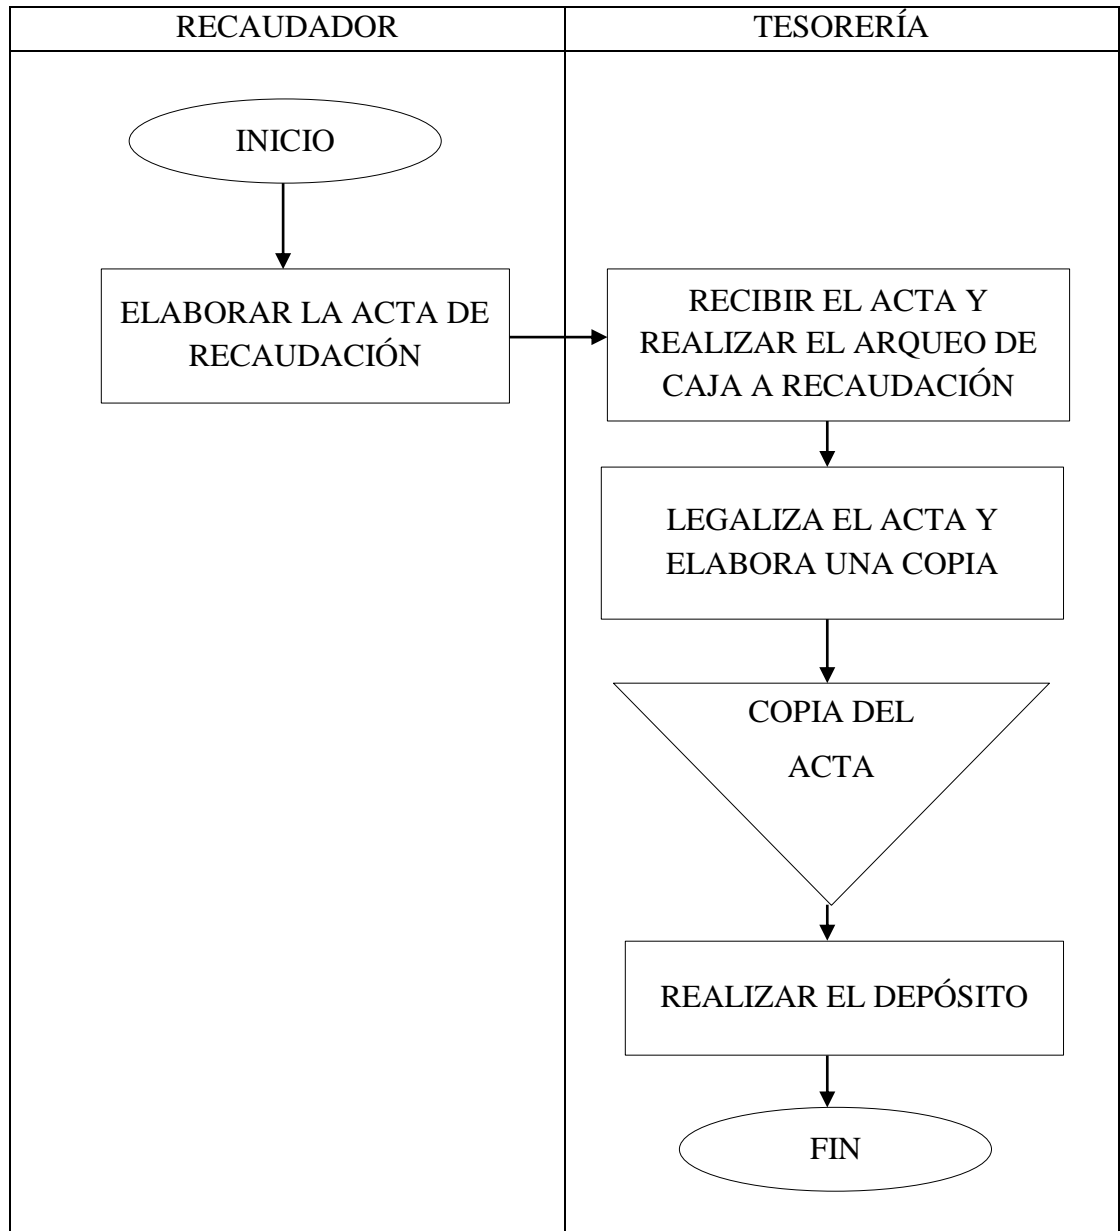 RECAUDADOR
TESORERÍA
INICIO
ELABORAR LA ACTA DE
RECAUDACIÓN
RECIBIR EL ACTA Y
REALIZAR EL ARQUEO DE
CAJA A RECAUDACIÓN
LEGALIZA EL ACTA Y
ELABORA UNA COPIA
COPIA DEL
ACTA
REALIZAR EL DEPÓSITO
FIN